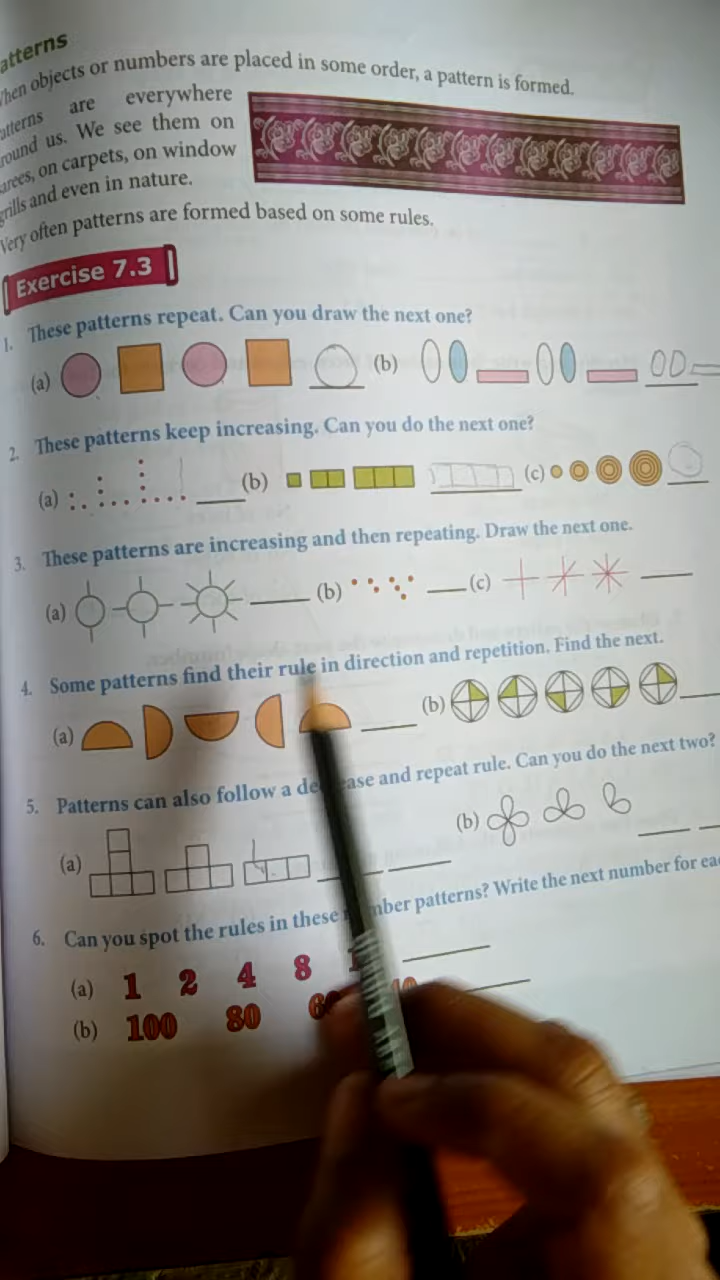 atterns
When objects or numbers are placed in some order, a pattern is formed.
atterns are everywhere
round us. We see them on
arees, on carpets, on window
grills and even in nature.
Very often patterns are formed based on some rules.
Exercise 7.3
1. These patterns repeat. Can you draw the next one?
(a) (b)
2. These patterns keep increasing. Can you do the next one?
(a) (b) (c)
3. These patterns are increasing and then repeating. Draw the next one.
(a) (b) (c)
4. Some patterns find their rule in direction and repetition. Find the next.
(a) (b)
5. Patterns can also follow a de ase and repeat rule. Can you do the next two?
(a) (b)
6. Can you spot the rules in these mber patterns? Write the next number for ea
(a) 1 2 4 8 1
(b) 100 80 60 40